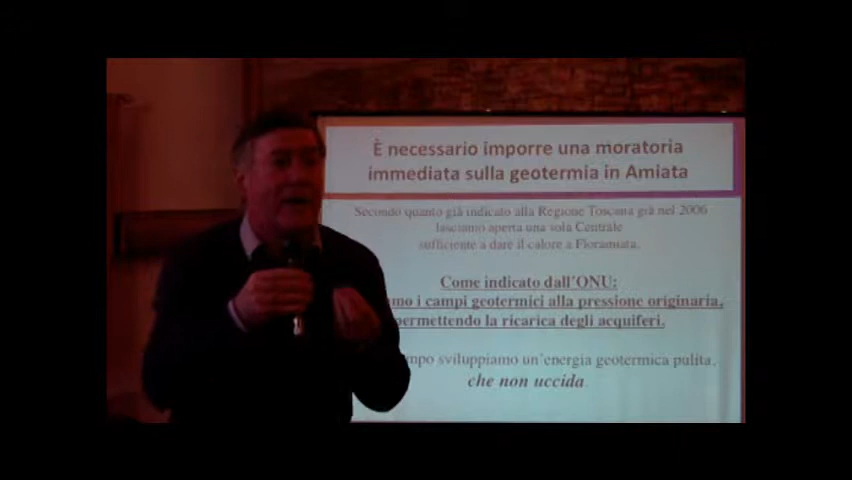 È necessario imporre una moratoria
immediata sulla geotermia in Amiata
Secondo quanto già indicato alla Regione Toscana già nel 2006
lasciamo aperta una sola Centrale
sufficiente a dare il calore a Floramiata.
Come indicato dall'ONU:
mo i campi geotermici alla pressione originaria,
permettendo la ricarica degli acquiferi.
mpo sviluppiamo un'energia geotermica pulita,
che non uccida.